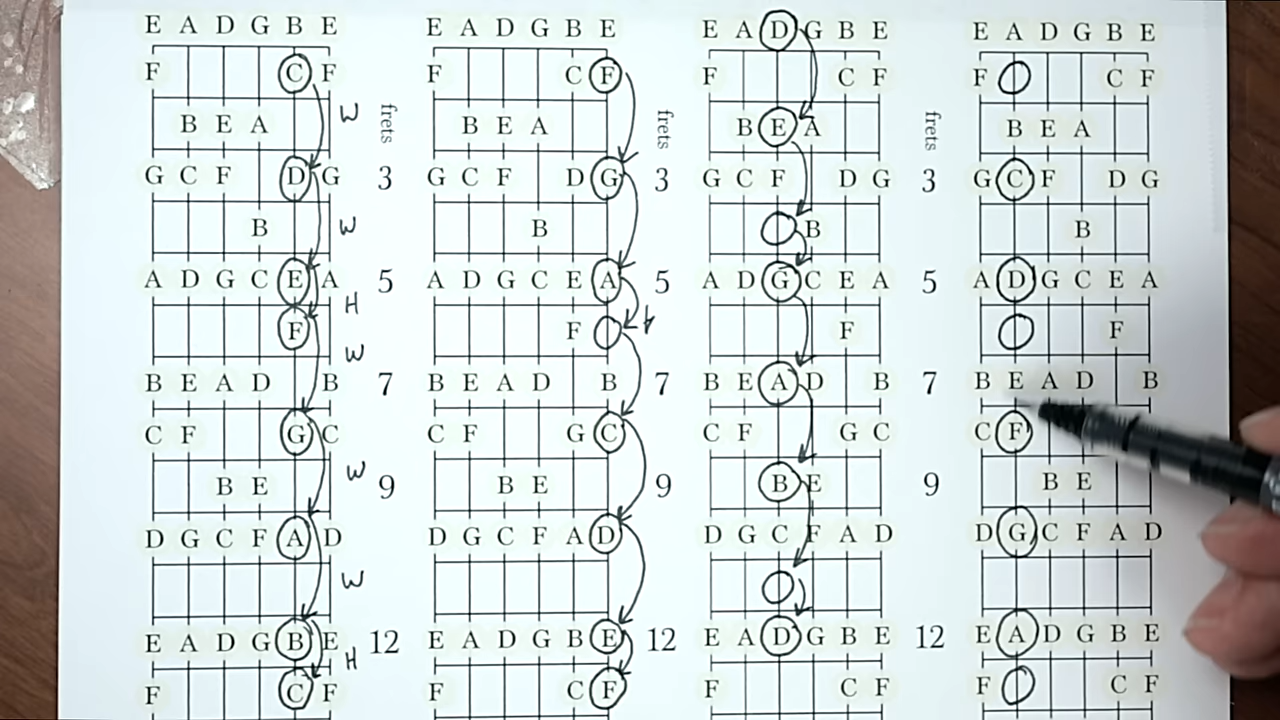 E A D G B E E A D G B E E A D G B E E A D G B E
F C F F C F F C F F C F
W frets frets frets
B E A B E A B E A B E A
G C F D G 3 G C F D G 3 G C F D G 3 G C F D G
W
B B B B
A D G C E A 5 A D G C E A 5 A D G C E A 5 A D G C E A
H
F F F F
W
B E A D B 7 B E A D B 7 B E A D B 7 B E A D B
C F G C C F G C C F G C C F
W
B E 9 B E 9 B E 9 B E
D G C F A D D G C F A D D G C F A D D G C F A D
W
E A D G B E 12 E A D G B E 12 E A D G B E 12 E A D G B E
H
F C F F C F F C F F C F